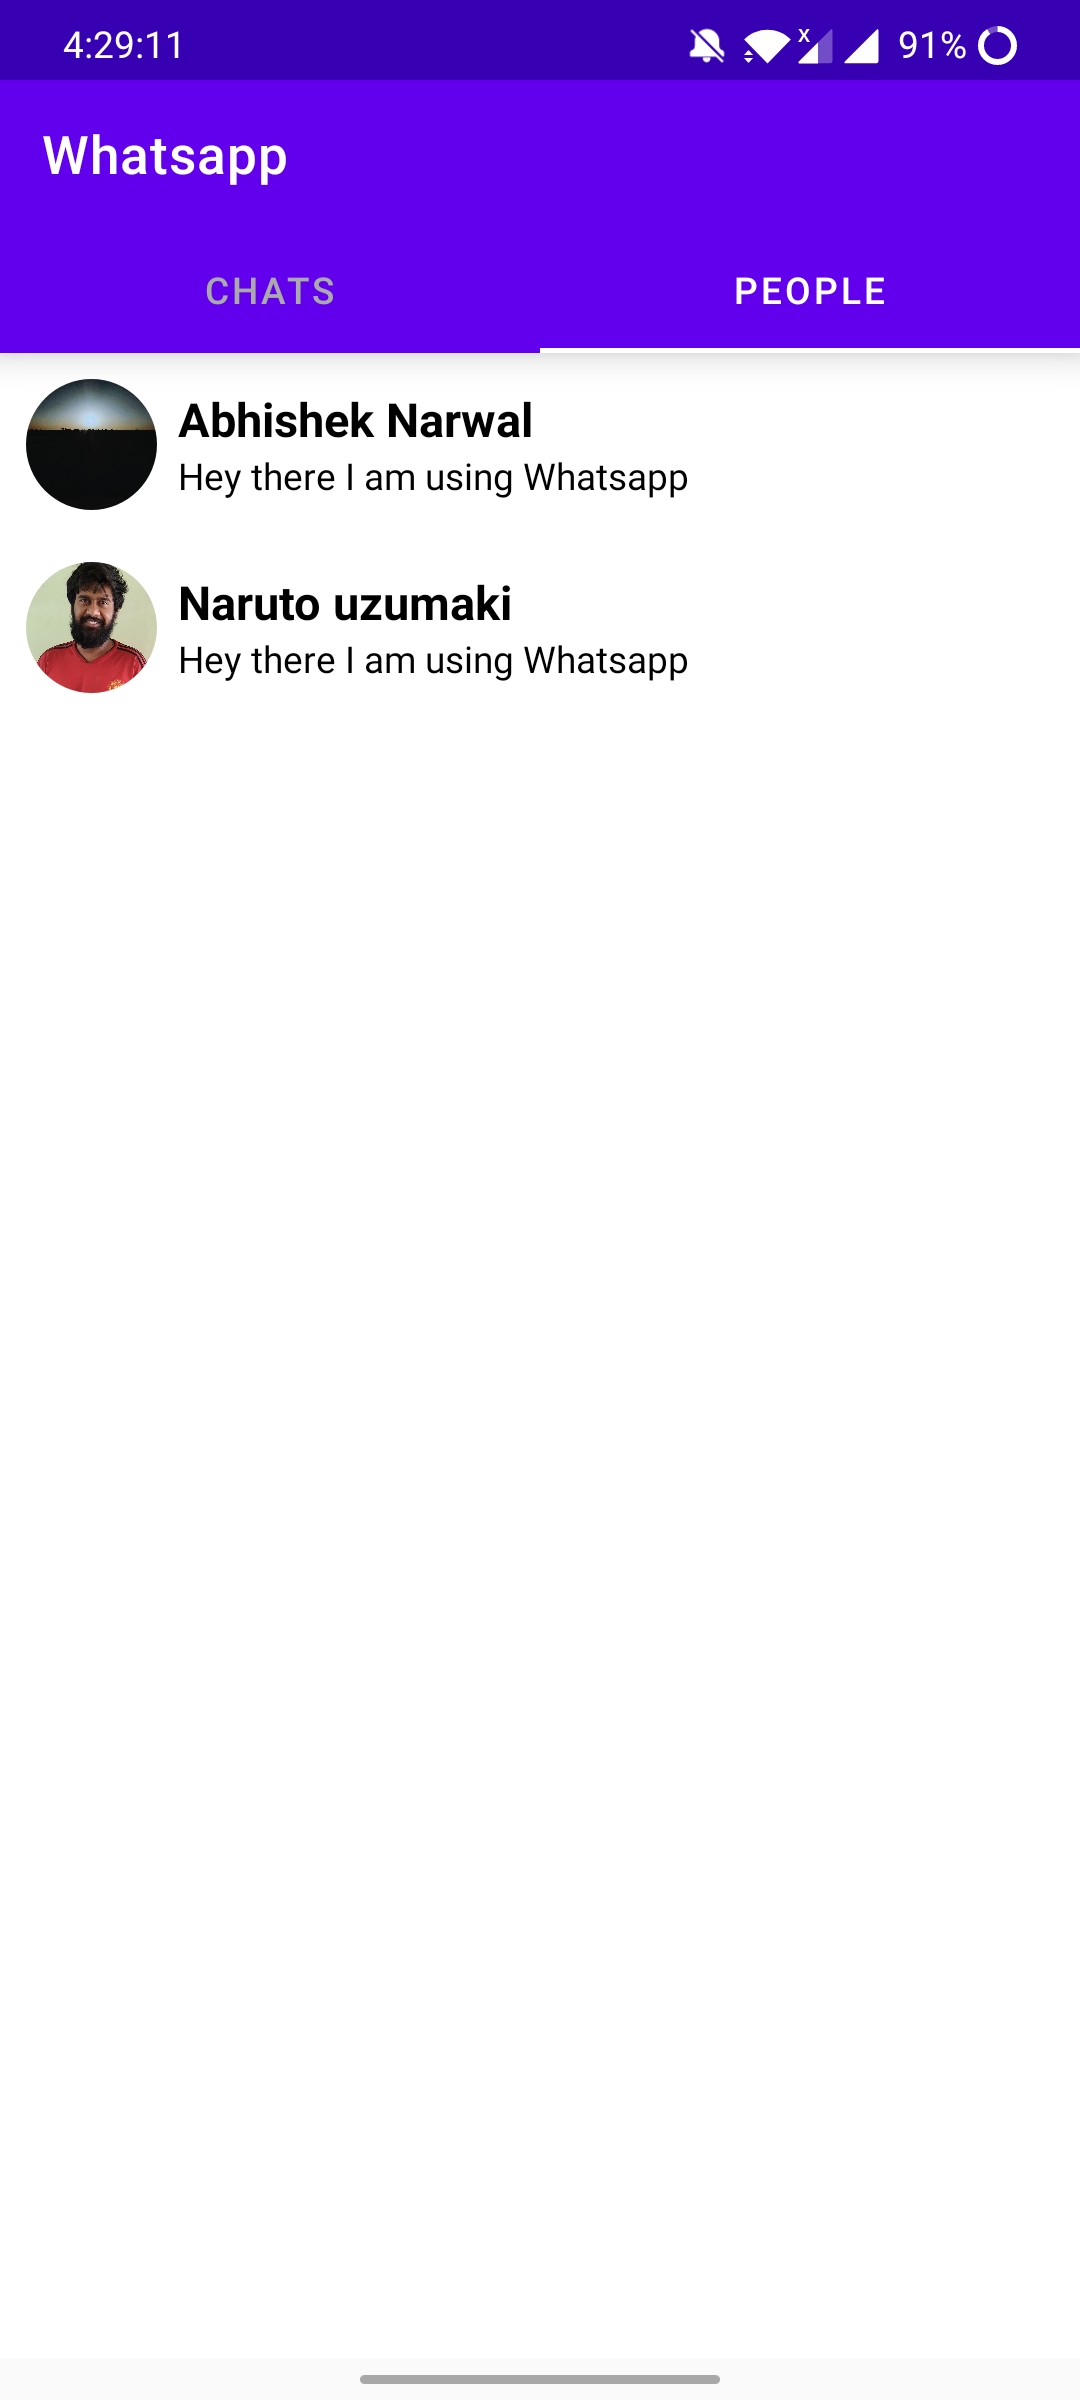 4:29:11 x 91%
Whatsapp
CHATS PEOPLE
Abhishek Narwal
Hey there I am using Whatsapp
Naruto uzumaki
Hey there I am using Whatsapp